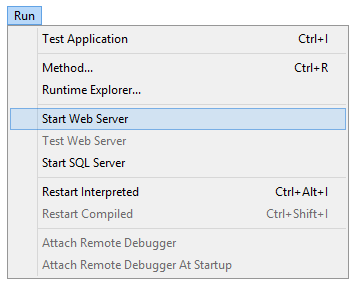 Run
Test Application Ctrl+I
Method... Ctrl+R
Runtime Explorer...
Start Web Server
Test Web Server
Start SQL Server
Restart Interpreted Ctrl+Alt+I
Restart Compiled Ctrl+Shift+I
Attach Remote Debugger
Attach Remote Debugger At Startup